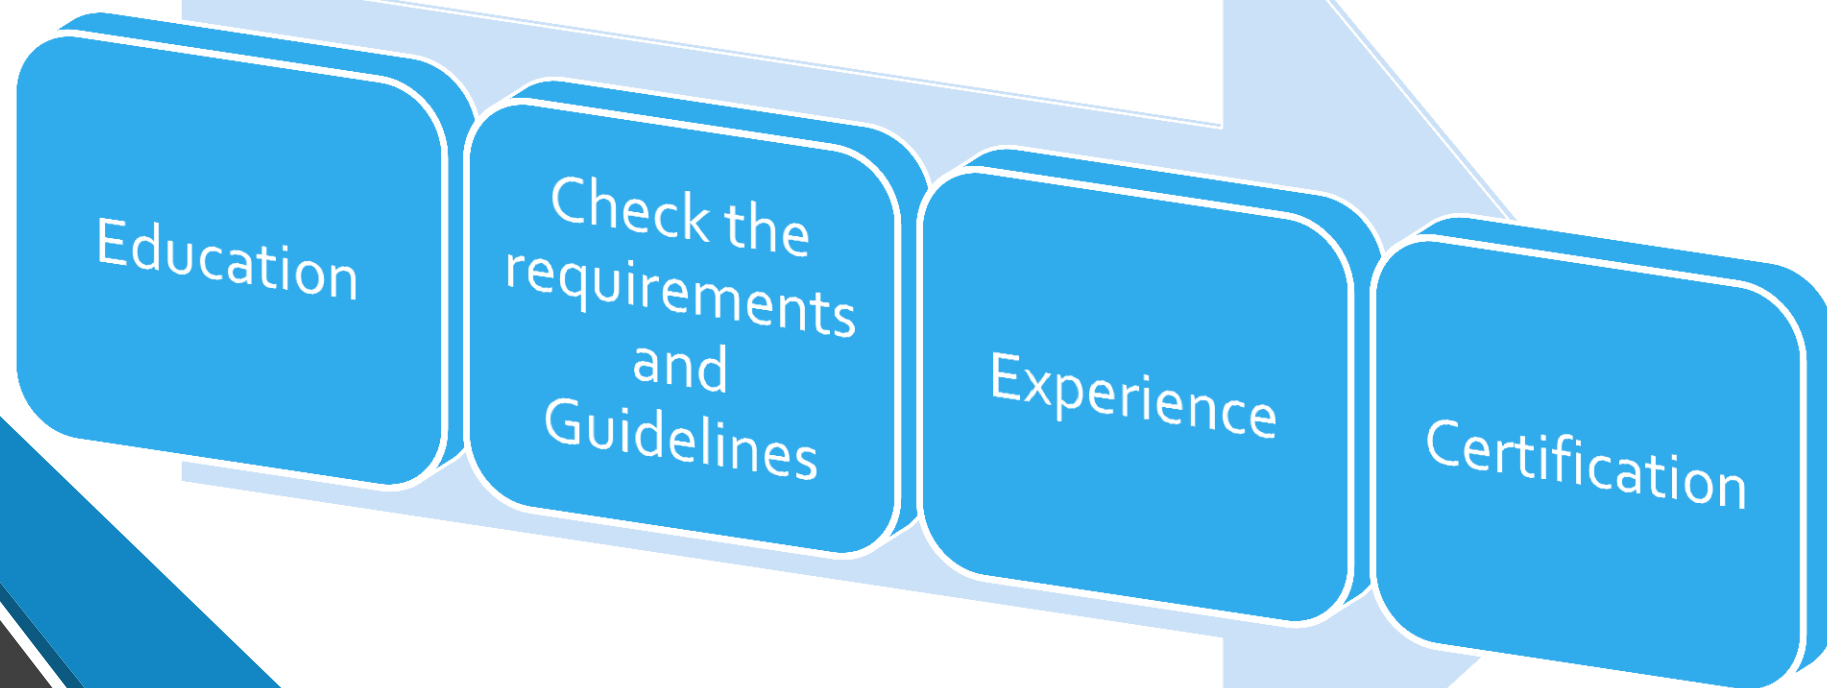 Education
Check the
requirements
and
Guidelines
Experience
Certification